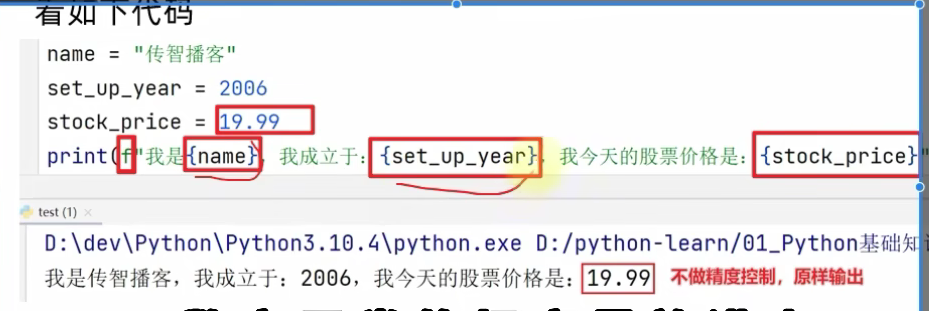 看如下代码
name = "传智播客"
set_up_year = 2006
stock_price = 19.99
print(f"我是{name}，我成立于：{set_up_year}，我今天的股票价格是：{stock_price}"
test (1) ×
D:\dev\Python\Python3.10.4\python.exe D:/python-learn/01_Python基础知
我是传智播客，我成立于：2006，我今天的股票价格是：19.99 不做精度控制，原样输出